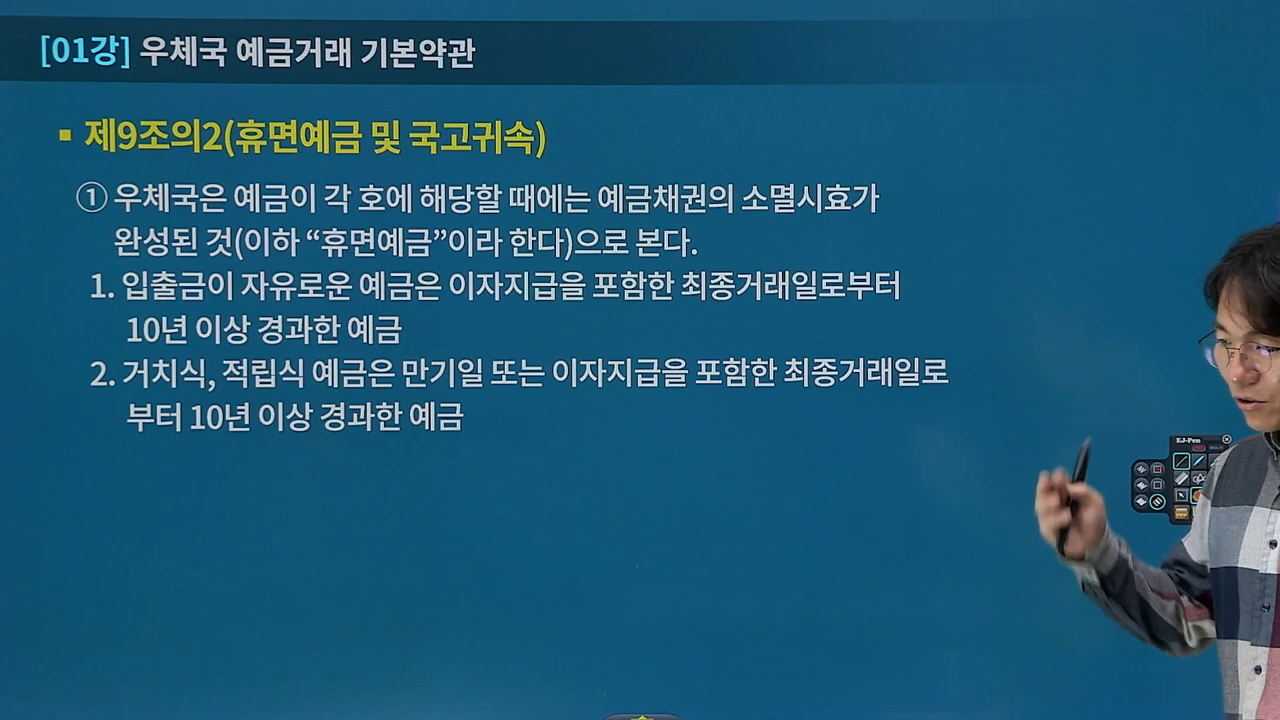 [01강] 우체국 예금거래 기본약관
▪ 제9조의2(휴면예금 및 국고귀속)
① 우체국은 예금이 각 호에 해당할 때에는 예금채권의 소멸시효가
완성된 것(이하 “휴면예금”이라 한다)으로 본다.
1. 입출금이 자유로운 예금은 이자지급을 포함한 최종거래일로부터
10년 이상 경과한 예금
2. 거치식, 적립식 예금은 만기일 또는 이자지급을 포함한 최종거래일로
부터 10년 이상 경과한 예금
EJ-Pen